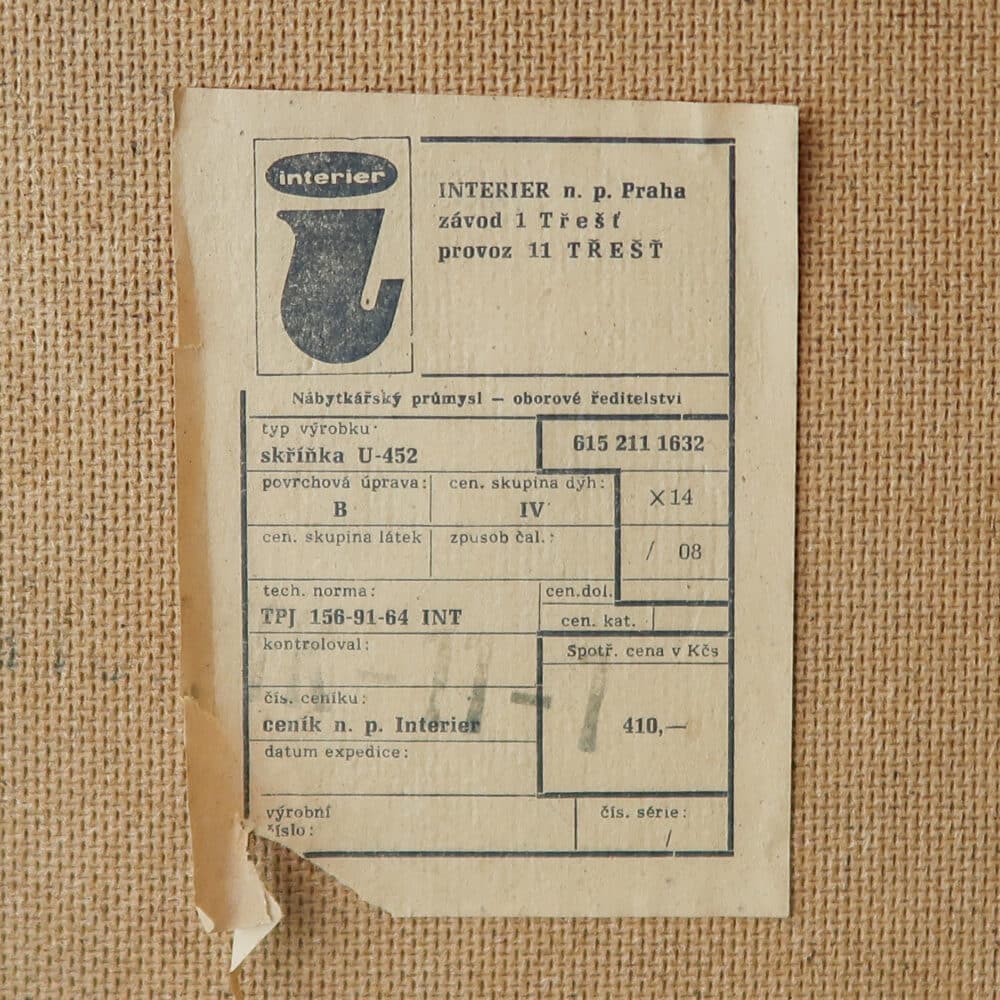 interier
INTERIER n. p. Praha
závod 1 Třešť
provoz 11 TŘEŠŤ
Nábytkářský průmysl — oborové ředitelství
typ výrobku:
skříňka U-452
615 211 1632
povrchová úprava:
B
cen. skupina dýh:
IV
X14
cen. skupina látek
způsob čal.:
/ 08
tech. norma:
TPJ 156-91-64 INT
cen.dol.
cen. kat.
kontroloval:
Spotř. cena v Kčs
čís. ceníku:
ceník n. p. Interier
410,—
datum expedice:
výrobní
číslo:
čís. série:
/